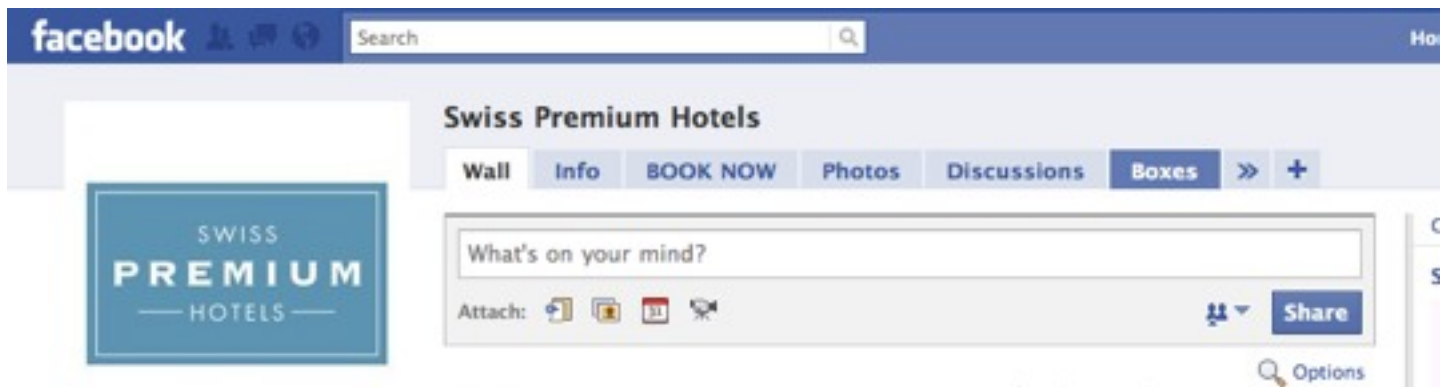 facebook Search
Swiss Premium Hotels
Wall Info BOOK NOW Photos Discussions Boxes » +
SWISS
PREMIUM
HOTELS
What's on your mind?
Attach: 31 Share
Options